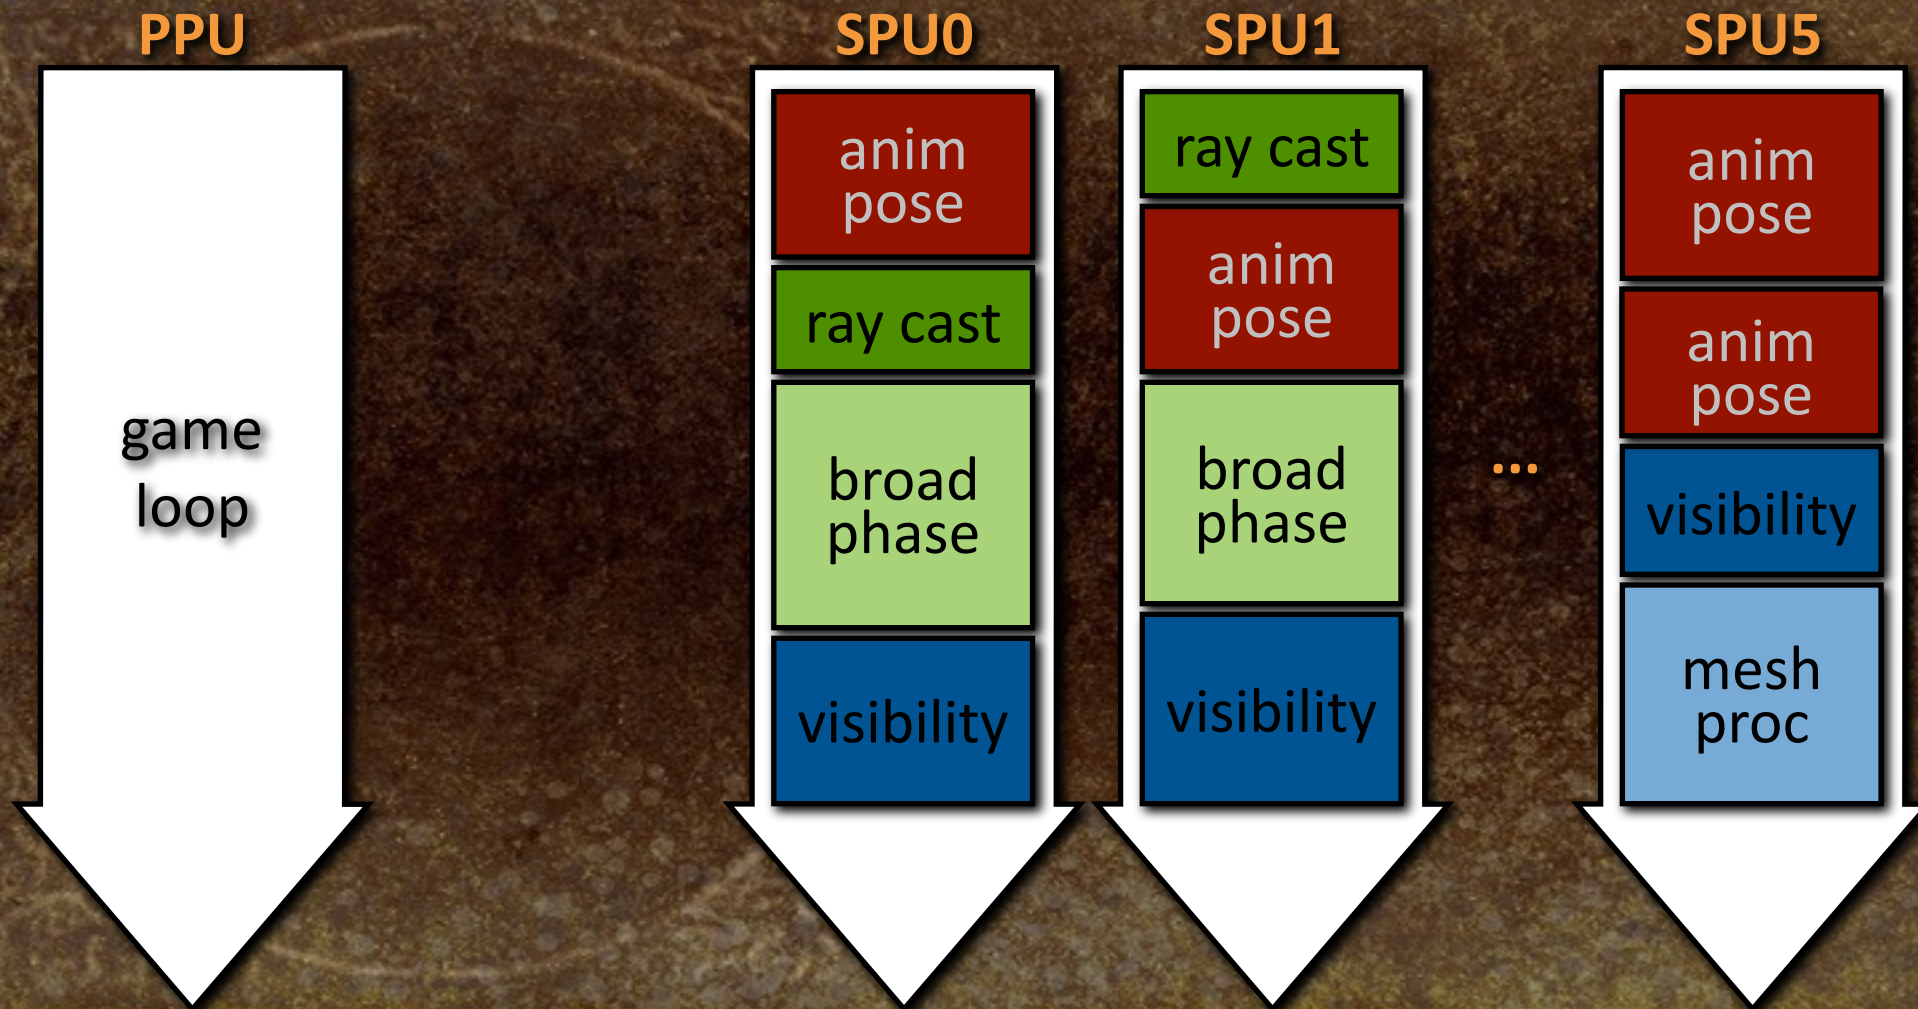 PPU
game
loop
SPU0
anim
pose
ray cast
broad
phase
visibility
SPU1
ray cast
anim
pose
broad
phase
visibility
...
SPU5
anim
pose
anim
pose
visibility
mesh
proc